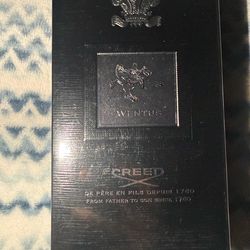 AVENTUS
CREED
DE PÈRE EN FILS DEPUIS 1760
FROM FATHER TO SON SINCE 1760